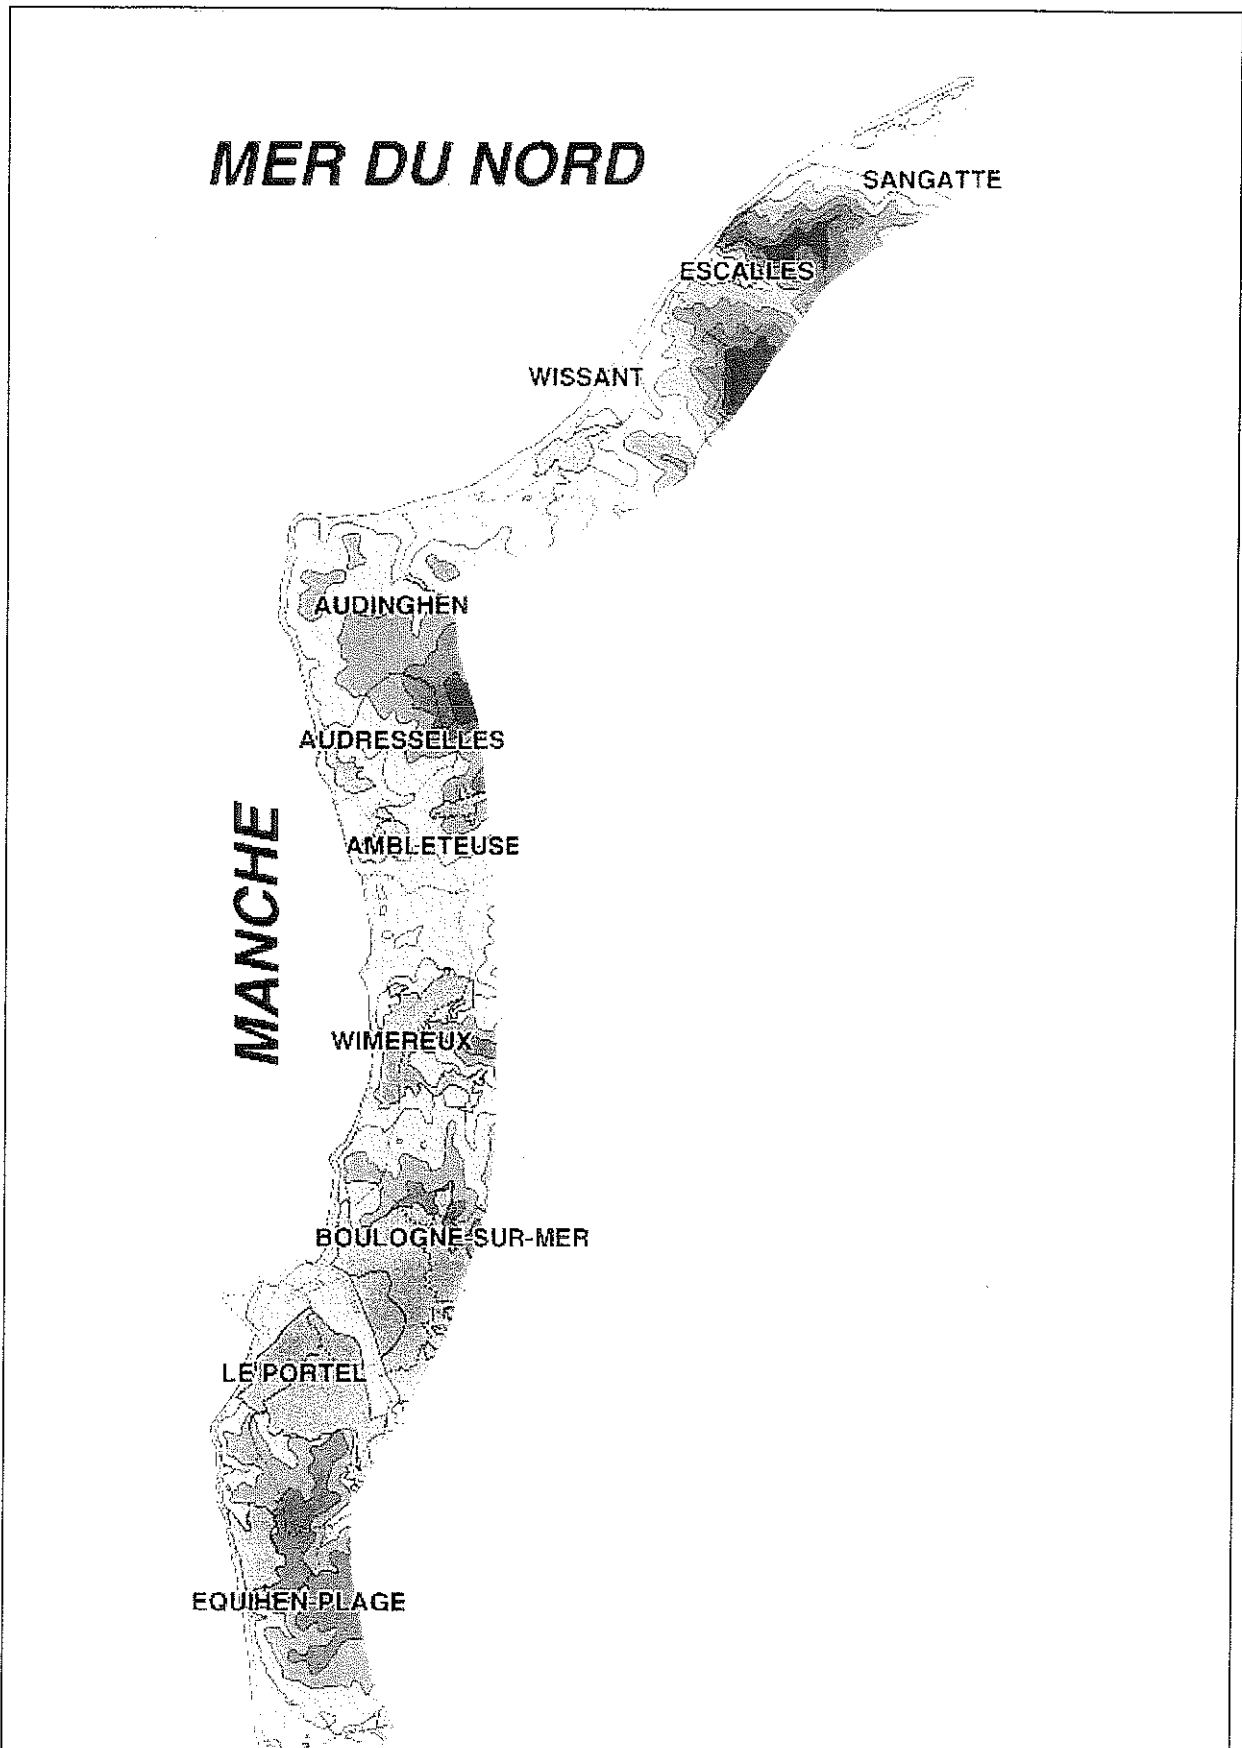 MER DU NORD
SANGATTE
ESCALLES
WISSANT
AUDINGHEN
AUDRESSELLES
MANCHE
AMBLETEUSE
WIMEREUX
BOULOGNE-SUR-MER
LE PORTEL
EQUIHEN-PLAGE